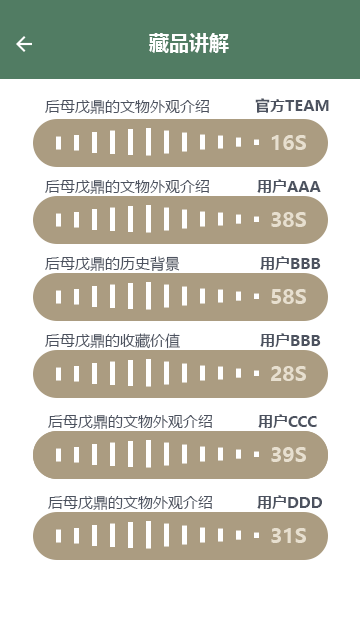 藏品讲解
后母戊鼎的文物外观介绍 官方TEAM
16S
后母戊鼎的文物外观介绍 用户AAA
38S
后母戊鼎的历史背景 用户BBB
58S
后母戊鼎的收藏价值 用户BBB
28S
后母戊鼎的文物外观介绍 用户CCC
39S
后母戊鼎的文物外观介绍 用户DDD
31S